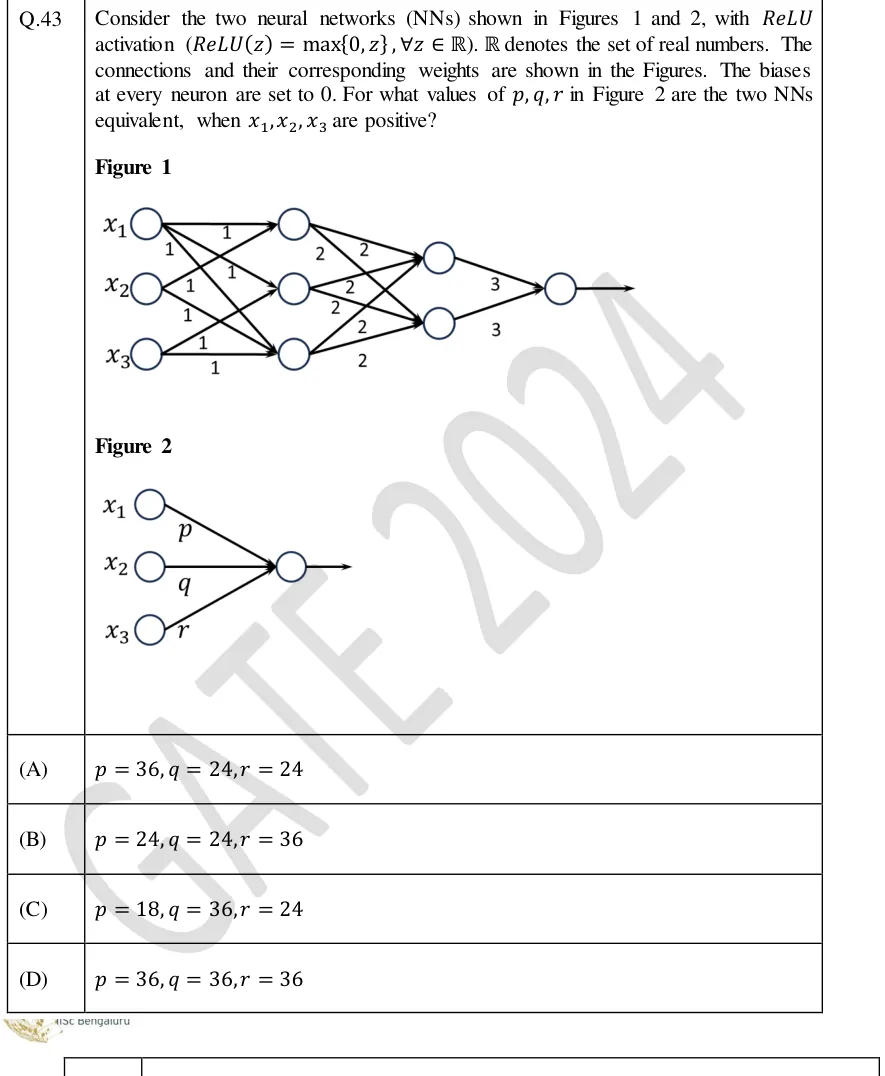 Q.43
Consider the two neural networks (NNs) shown in Figures 1 and 2, with ReLU
activation (ReLU(z) = max{0, z}, ∀z ∈ ℝ). ℝ denotes the set of real numbers. The
connections and their corresponding weights are shown in the Figures. The biases
at every neuron are set to 0. For what values of p, q, r in Figure 2 are the two NNs
equivalent, when x₁, x₂, x₃ are positive?
Figure 1
x₁
1
1
2
2
x₂
1
1
2
3
1
2
x₃
1
2
3
1
2
Figure 2
x₁
p
x₂
q
x₃
r
(A)
p = 36, q = 24, r = 24
(B)
p = 24, q = 24, r = 36
(C)
p = 18, q = 36, r = 24
(D)
p = 36, q = 36, r = 36
GATE 2024
IISc Bengaluru